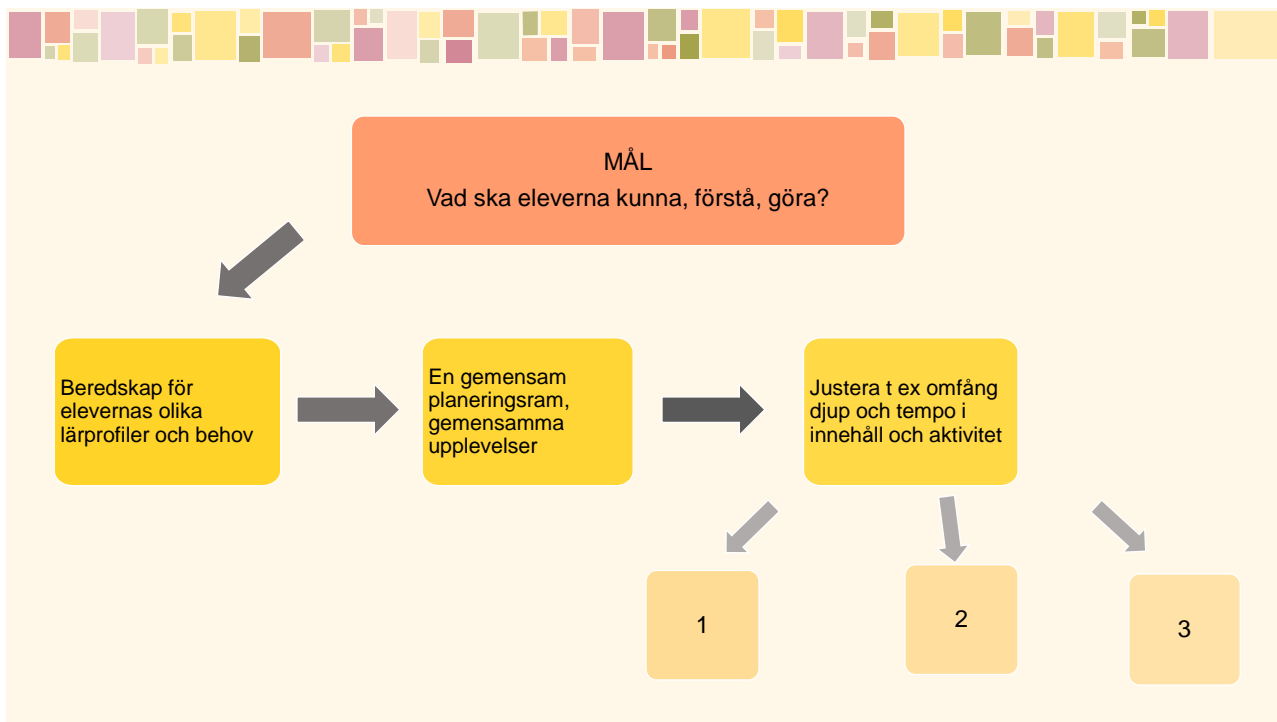 MÅL
Vad ska eleverna kunna, förstå, göra?
Beredskap för
elevernas olika
lärprofiler och behov
En gemensam
planeringsram,
gemensamma
upplevelser
Justera t ex omfång
djup och tempo i
innehåll och aktivitet
1
2
3